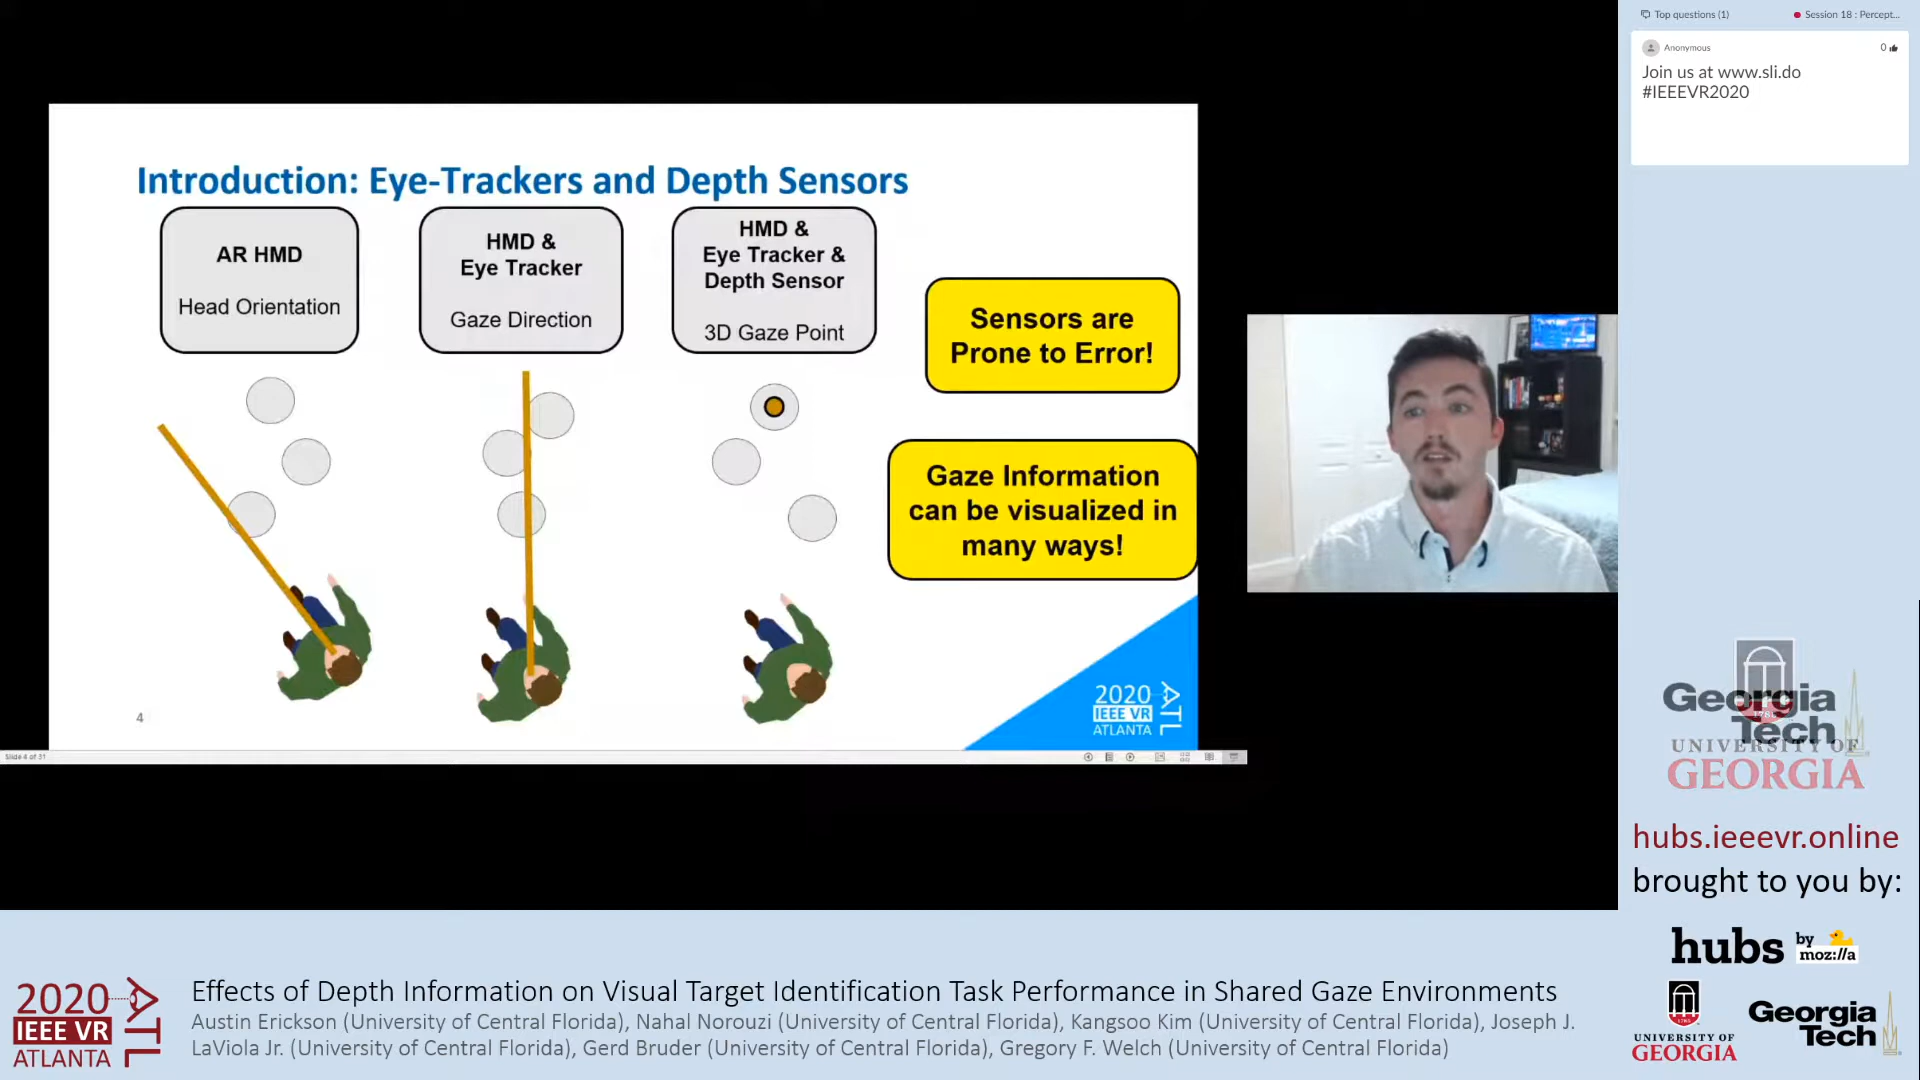 Top questions (1)
Session 18 : Percept...
Anonymous
0
Join us at www.sli.do
#IEEEVR2020
Introduction: Eye-Trackers and Depth Sensors
AR HMD
Head Orientation
HMD &
Eye Tracker
Gaze Direction
HMD &
Eye Tracker &
Depth Sensor
3D Gaze Point
Sensors are
Prone to Error!
Gaze Information
can be visualized in
many ways!
4
2020
IEEE VR
ATLANTA
ATL
Slide 4 of 31
Georgia
Tech
1785
UNIVERSITY OF
GEORGIA
hubs.ieeevr.online
brought to you by:
hubs by
moz://a
UNIVERSITY OF
GEORGIA
Georgia
Tech
2020
IEEE VR
ATLANTA
ATL
Effects of Depth Information on Visual Target Identification Task Performance in Shared Gaze Environments
Austin Erickson (University of Central Florida), Nahal Norouzi (University of Central Florida), Kangsoo Kim (University of Central Florida), Joseph J.
LaViola Jr. (University of Central Florida), Gerd Bruder (University of Central Florida), Gregory F. Welch (University of Central Florida)